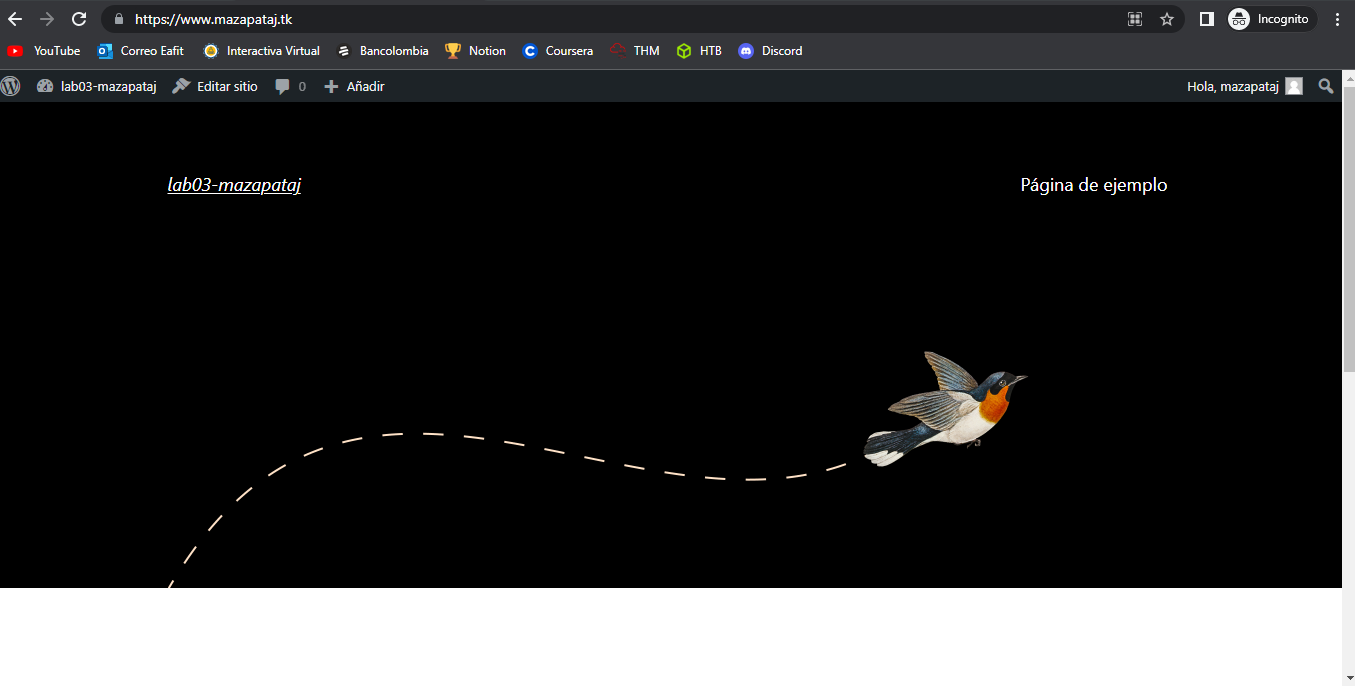 https://www.mazapataj.tk Incognito
YouTube Correo Eafit Interactiva Virtual Bancolombia Notion Coursera THM HTB Discord
lab03-mazapataj Editar sitio 0 Añadir Hola, mazapataj
lab03-mazapataj Página de ejemplo